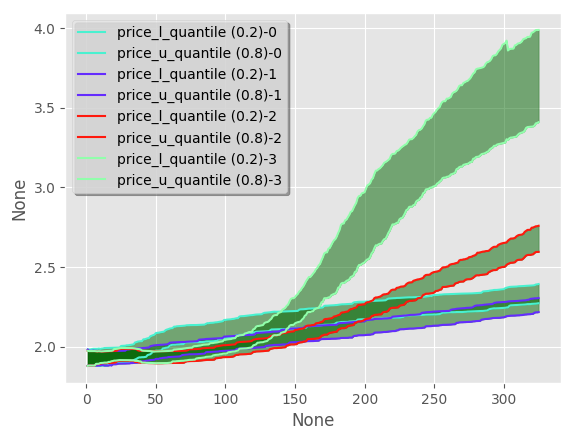 price_l_quantile (0.2)-0
price_u_quantile (0.8)-0
price_l_quantile (0.2)-1
price_u_quantile (0.8)-1
price_l_quantile (0.2)-2
price_u_quantile (0.8)-2
price_l_quantile (0.2)-3
price_u_quantile (0.8)-3
4.0
3.5
3.0
2.5
2.0
None
0 50 100 150 200 250 300
None